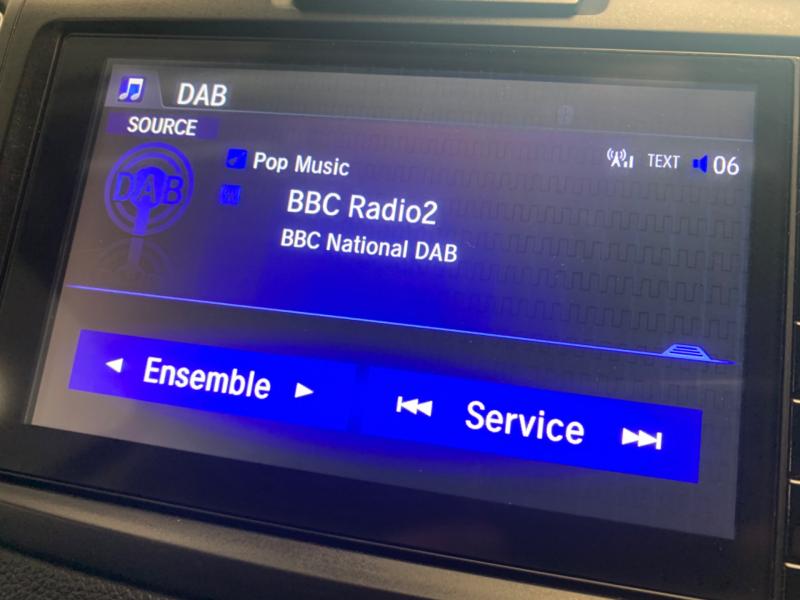 DAB
SOURCE
DAB
Pop Music
TEXT 06
BBC Radio2
BBC National DAB
Ensemble
Service